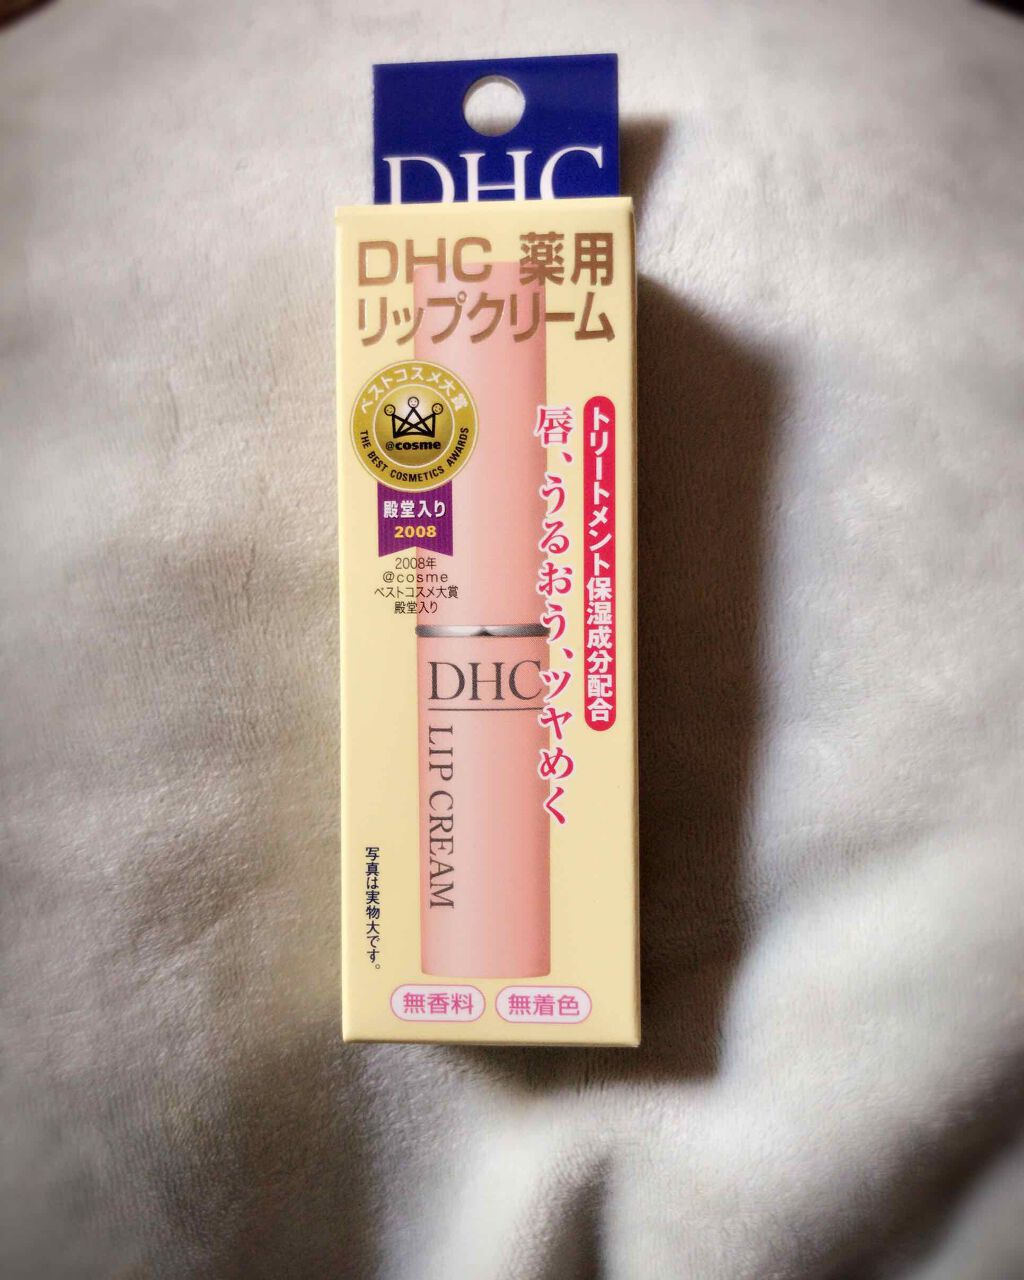 DHC
DHC 薬用
リップクリーム
ベストコスメ大賞
@cosme
THE BEST COSMETICS AWARDS
殿堂入り
2008
2008年
@cosme
ベストコスメ大賞
殿堂入り
トリートメント保湿成分配合
唇、うるおう、ツヤめく
DHC
LIP CREAM
写真は実物大です。
無香料
無着色